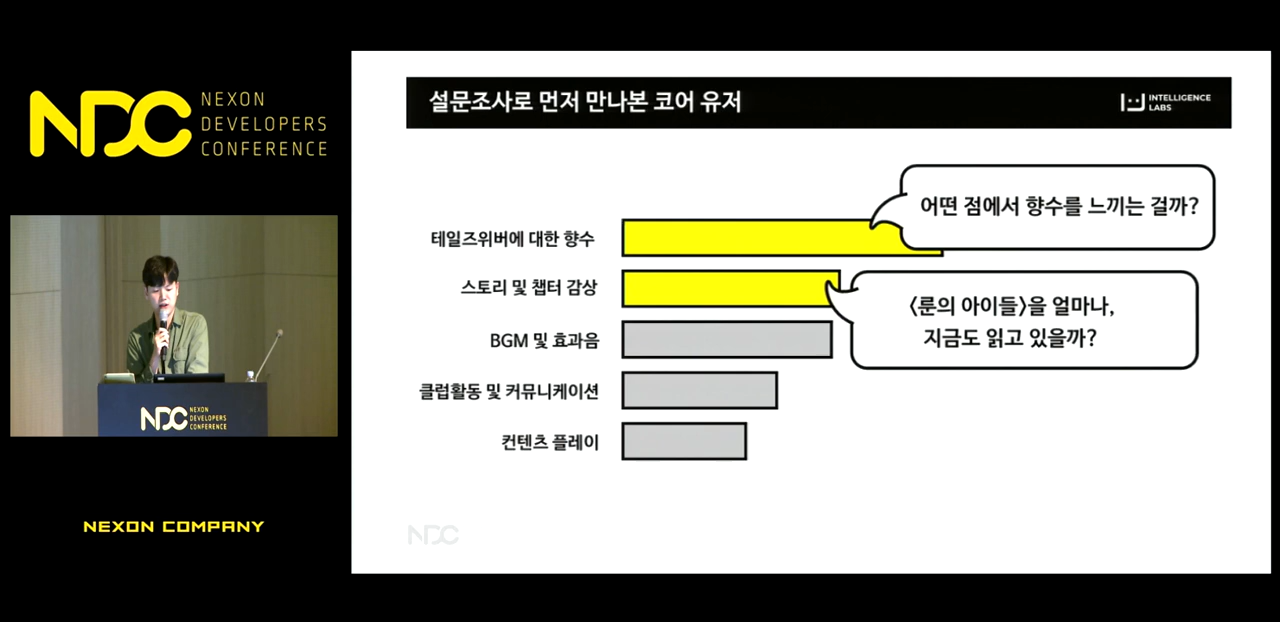 NDC
NEXON
DEVELOPERS
CONFERENCE
설문조사로 먼저 만나본 코어 유저
INTELLIGENCE
LABS
어떤 점에서 향수를 느끼는 걸까?
테일즈위버에 대한 향수
스토리 및 챕터 감상
〈룬의 아이들〉을 얼마나,
지금도 읽고 있을까?
BGM 및 효과음
클럽활동 및 커뮤니케이션
컨텐츠 플레이
NDC
NEXON
DEVELOPERS
CONFERENCE
NEXON COMPANY
NDC